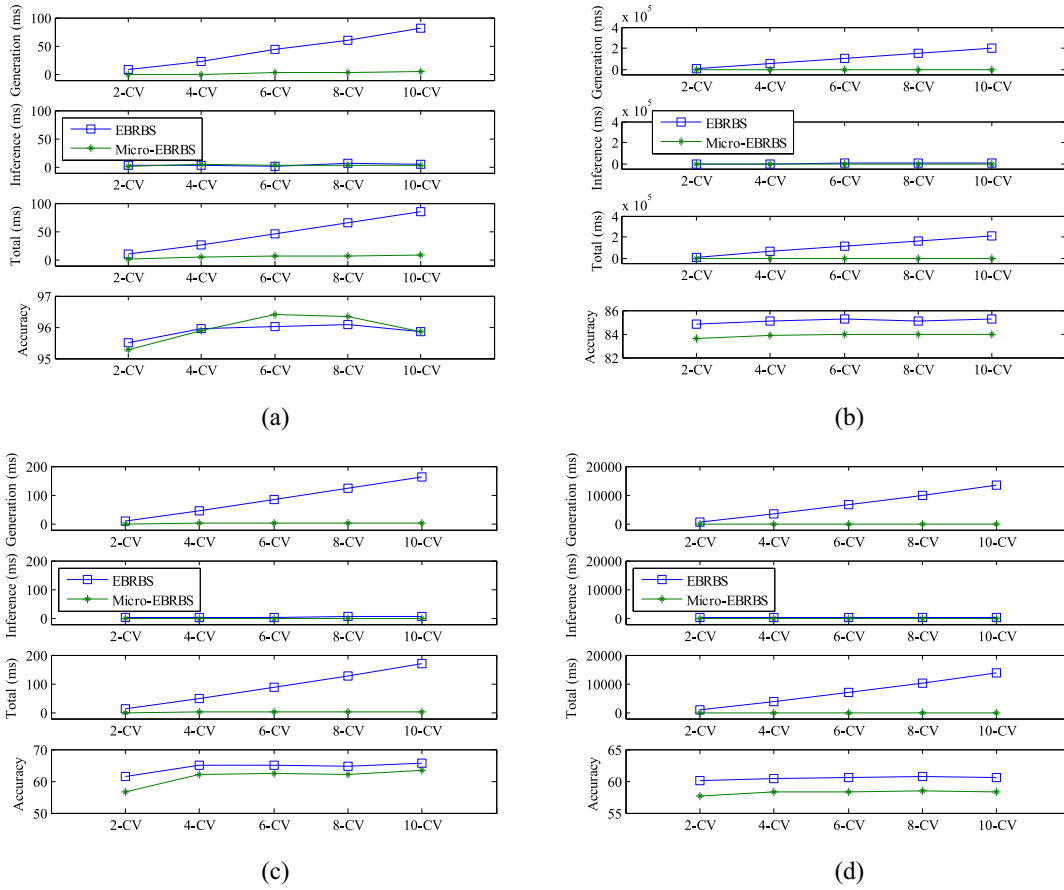 Generation (ms)
100
50
0
2-CV 4-CV 6-CV 8-CV 10-CV
Inference (ms)
100
50
0
EBRBS
Micro-EBRBS
2-CV 4-CV 6-CV 8-CV 10-CV
Total (ms)
100
50
0
2-CV 4-CV 6-CV 8-CV 10-CV
Accuracy
97
96
95
2-CV 4-CV 6-CV 8-CV 10-CV
(a)
x 10^5
Generation (ms)
4
2
0
2-CV 4-CV 6-CV 8-CV 10-CV
x 10^5
Inference (ms)
4
2
0
EBRBS
Micro-EBRBS
2-CV 4-CV 6-CV 8-CV 10-CV
x 10^5
Total (ms)
4
2
0
2-CV 4-CV 6-CV 8-CV 10-CV
Accuracy
86
84
82
2-CV 4-CV 6-CV 8-CV 10-CV
(b)
Generation (ms)
200
100
0
2-CV 4-CV 6-CV 8-CV 10-CV
Inference (ms)
200
100
0
EBRBS
Micro-EBRBS
2-CV 4-CV 6-CV 8-CV 10-CV
Total (ms)
200
100
0
2-CV 4-CV 6-CV 8-CV 10-CV
Accuracy
70
60
50
2-CV 4-CV 6-CV 8-CV 10-CV
(c)
Generation (ms)
20000
10000
0
2-CV 4-CV 6-CV 8-CV 10-CV
Inference (ms)
20000
10000
0
EBRBS
Micro-EBRBS
2-CV 4-CV 6-CV 8-CV 10-CV
Total (ms)
20000
10000
0
2-CV 4-CV 6-CV 8-CV 10-CV
Accuracy
65
60
55
2-CV 4-CV 6-CV 8-CV 10-CV
(d)